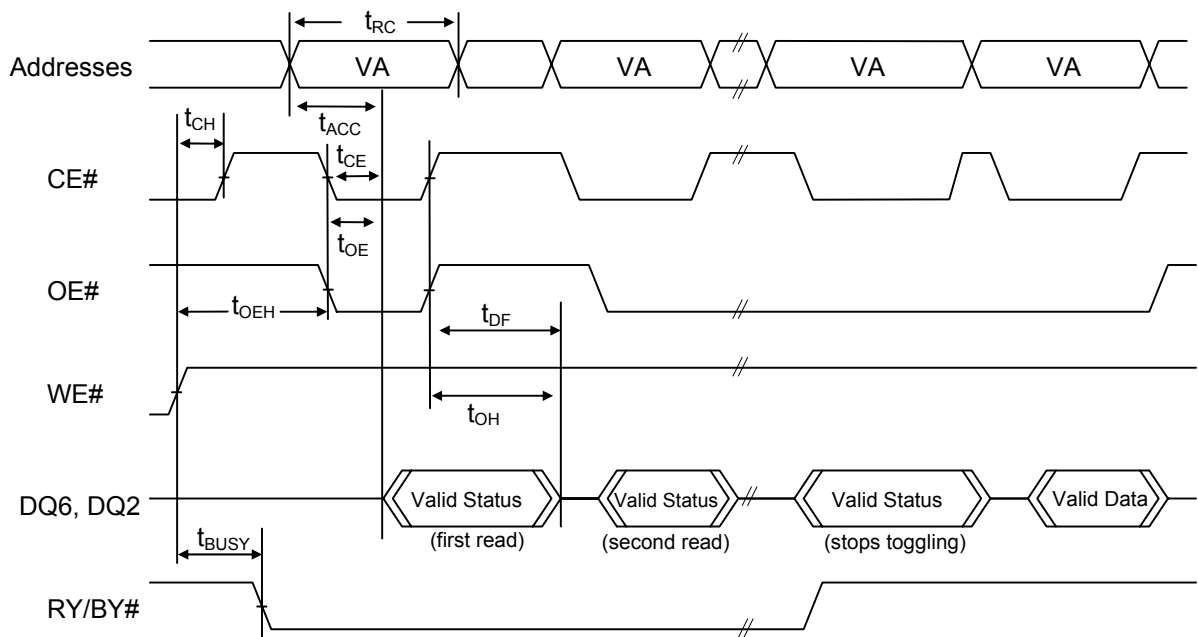 tRC
Addresses VA VA VA VA
tACC
tCH
tCE
CE#
tOE
OE#
tOEH
tDF
WE#
tOH
DQ6, DQ2 Valid Status Valid Status Valid Status Valid Data
(first read) (second read) (stops toggling)
tBUSY
RY/BY#